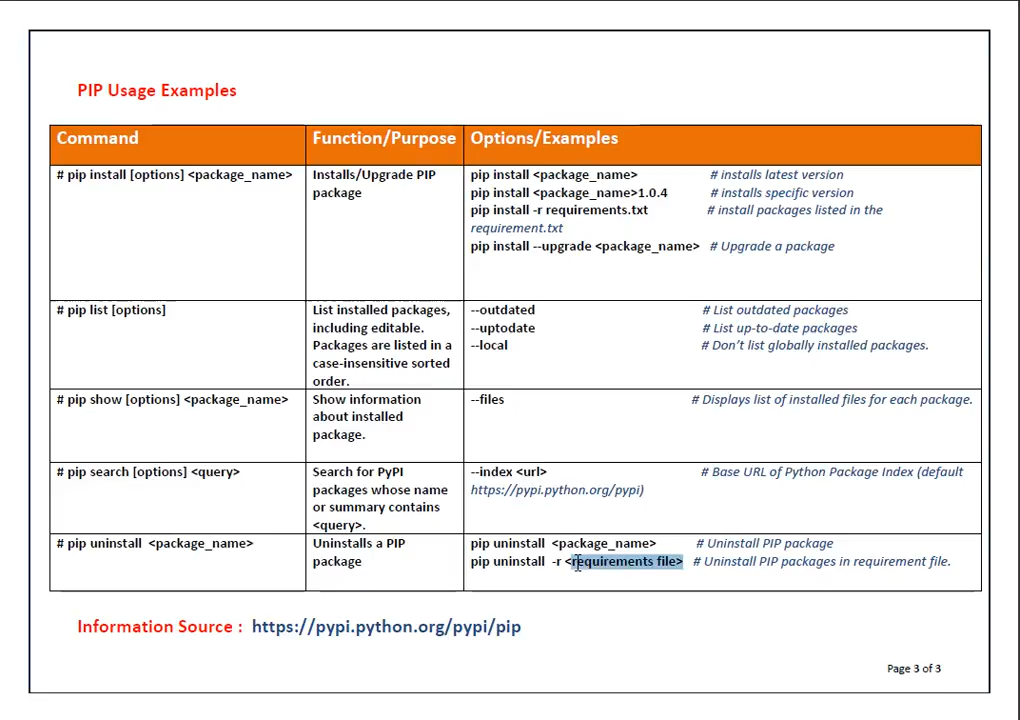 PIP Usage Examples
Command Function/Purpose Options/Examples
# pip install [options] <package_name> Installs/Upgrade PIP package
pip install <package_name> # installs latest version
pip install <package_name>1.0.4 # installs specific version
pip install -r requirements.txt # install packages listed in the
requirement.txt
pip install --upgrade <package_name> # Upgrade a package
# pip list [options]
List installed packages,
including editable.
Packages are listed in a
case-insensitive sorted
order.
--outdated # List outdated packages
--uptodate # List up-to-date packages
--local # Don’t list globally installed packages.
# pip show [options] <package_name>
Show information
about installed
package.
--files # Displays list of installed files for each package.
# pip search [options] <query>
Search for PyPI
packages whose name
or summary contains
<query>.
--index <url> # Base URL of Python Package Index (default
https://pypi.python.org/pypi)
# pip uninstall <package_name>
Uninstalls a PIP
package
pip uninstall <package_name> # Uninstall PIP package
pip uninstall -r <requirements file> # Uninstall PIP packages in requirement file.
Information Source : https://pypi.python.org/pypi/pip
Page 3 of 3